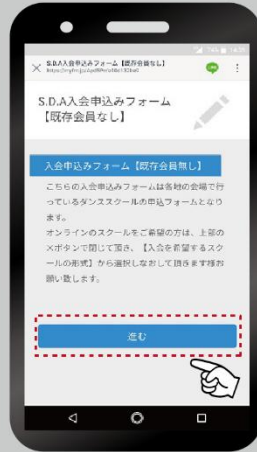 S.D.A入会申込みフォーム【既存会員なし】
S.D.A入会申込みフォーム
【既存会員なし】
入会申込みフォーム【既存会員無し】
こちらの入会申込みフォームは各地の会場で行
っているダンススクールの申込フォームとなり
ます。
オンラインのスクールをご希望の方は、上部の
×ボタンで閉じて頂き、【入会を希望するスク
ールの形式】から選択しなおして頂きます様お
願い致します。
進む